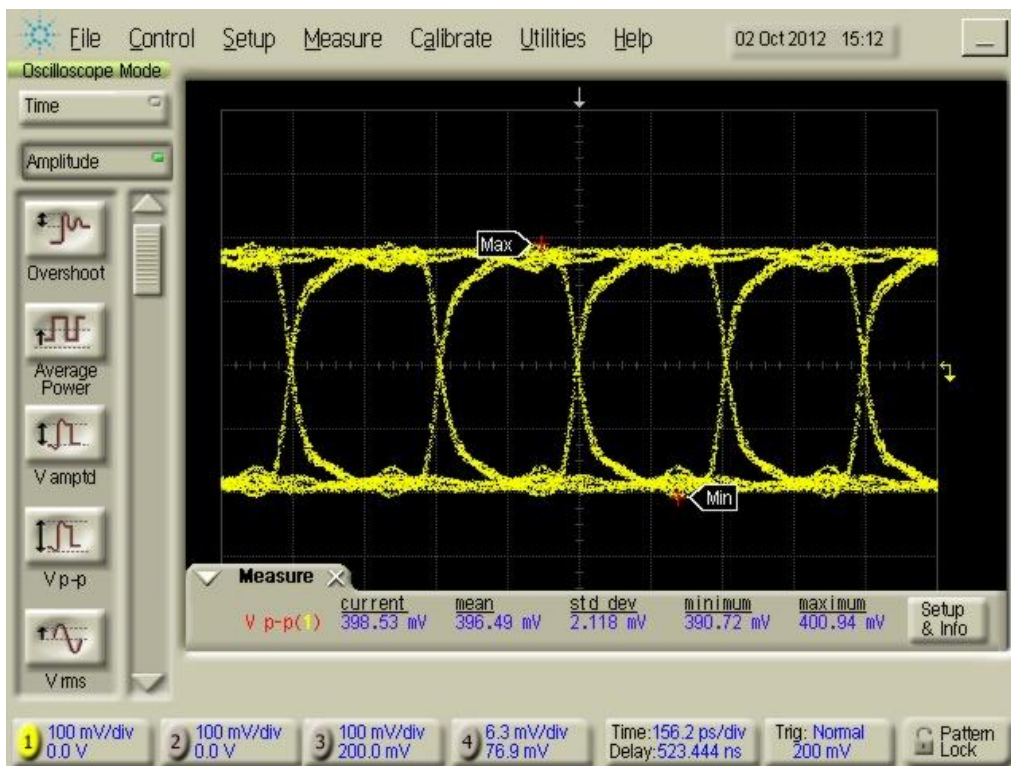 File Control Setup Measure Calibrate Utilities Help 02 Oct 2012 15:12
Oscilloscope Mode
Time
Amplitude
Overshoot
Average
Power
V amptd
V p-p
V rms
Max
Min
Measure
current mean std dev minimum maximum
V p-p(1) 398.53 mV 396.49 mV 2.118 mV 390.72 mV 400.94 mV
Setup
& Info
1 100 mV/div
0.0 V
2 100 mV/div
0.0 V
3 100 mV/div
200.0 mV
4 6.3 mV/div
76.9 mV
Time:156.2 ps/div
Delay:523.444 ns
Trig: Normal
200 mV
Pattern
Lock